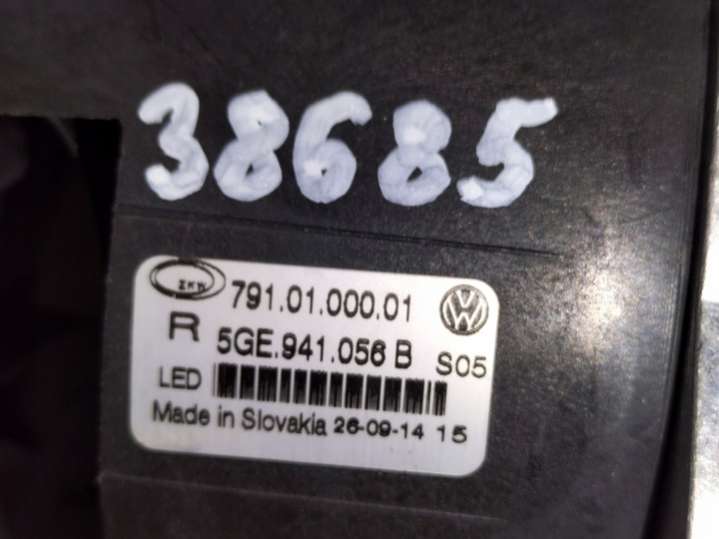 38685
ZKW 791.01.000.01
R 5GE.941.056 B S05
LED
Made in Slovakia 26-09-14 15